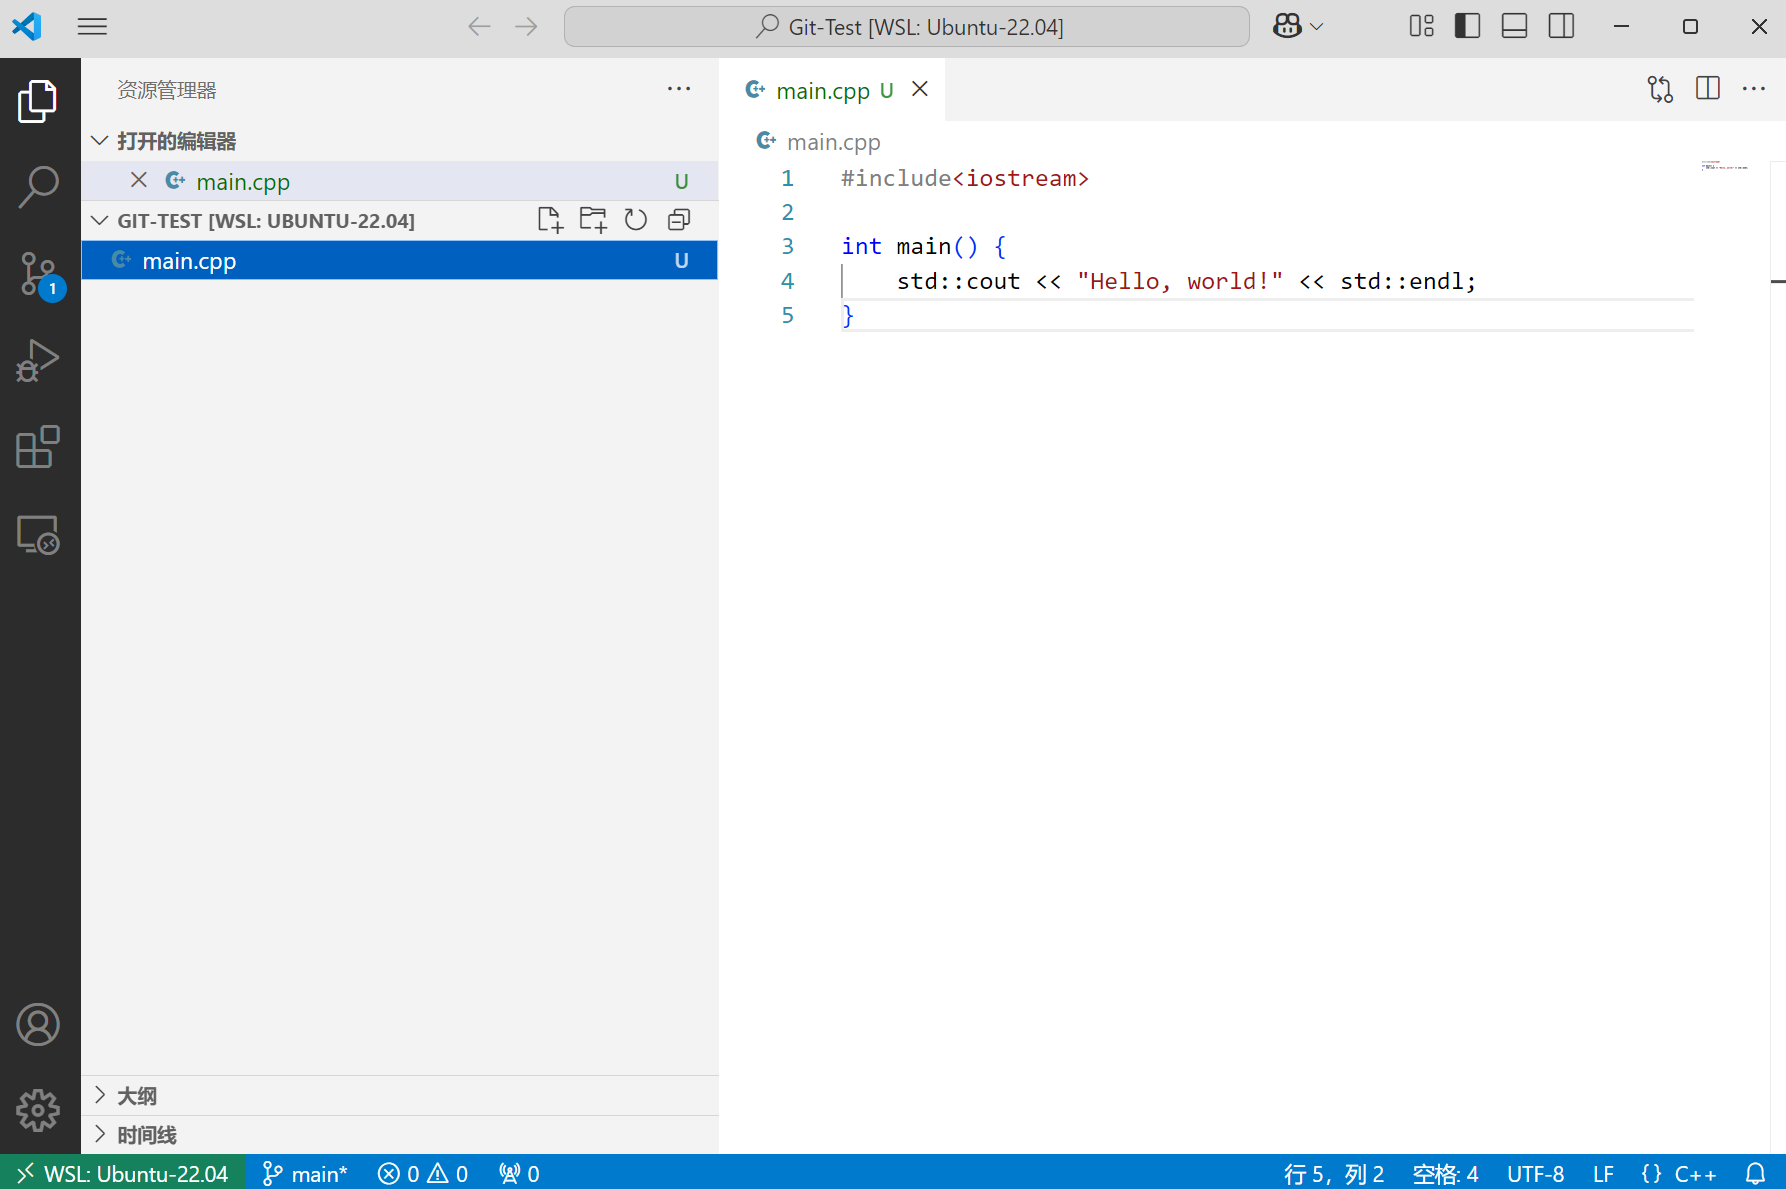 Git-Test [WSL: Ubuntu-22.04]
资源管理器
打开的编辑器
main.cpp U
GIT-TEST [WSL: UBUNTU-22.04]
main.cpp U
1
大纲
时间线
main.cpp U
main.cpp
1 #include<iostream>
2
3 int main() {
4     std::cout << "Hello, world!" << std::endl;
5 }
WSL: Ubuntu-22.04 main* 0 0 0 行 5，列 2 空格: 4 UTF-8 LF {} C++